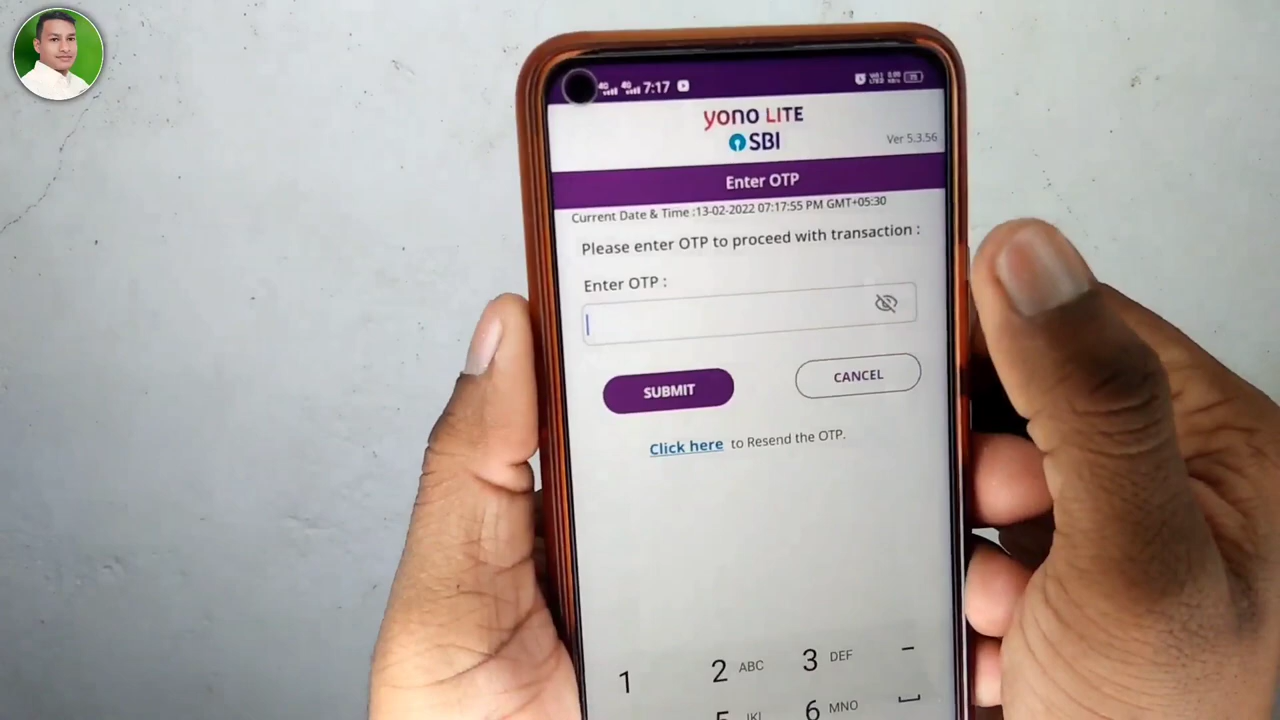 4G 4G 7:17
yono LITE
SBI
Ver 5.3.56
Enter OTP
Current Date & Time :13-02-2022 07:17:55 PM GMT+05:30
Please enter OTP to proceed with transaction :
Enter OTP :
SUBMIT
CANCEL
Click here to Resend the OTP.
1 2 ABC 3 DEF -
6 MNO